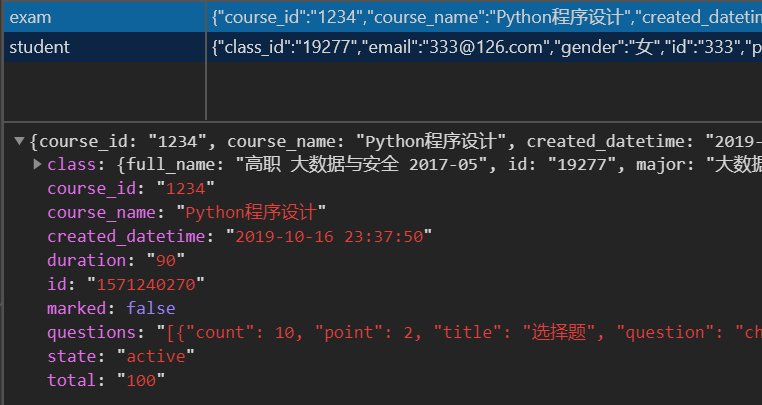 exam {"course_id":"1234","course_name":"Python程序设计","created_datetim
student {"class_id":"19277","email":"333@126.com","gender":"女","id":"333","p
{course_id: "1234", course_name: "Python程序设计", created_datetime: "2019-
class: {full_name: "高职 大数据与安全 2017-05", id: "19277", major: "大数据
course_id: "1234"
course_name: "Python程序设计"
created_datetime: "2019-10-16 23:37:50"
duration: "90"
id: "1571240270"
marked: false
questions: "[{"count": 10, "point": 2, "title": "选择题", "question": "ch
state: "active"
total: "100"